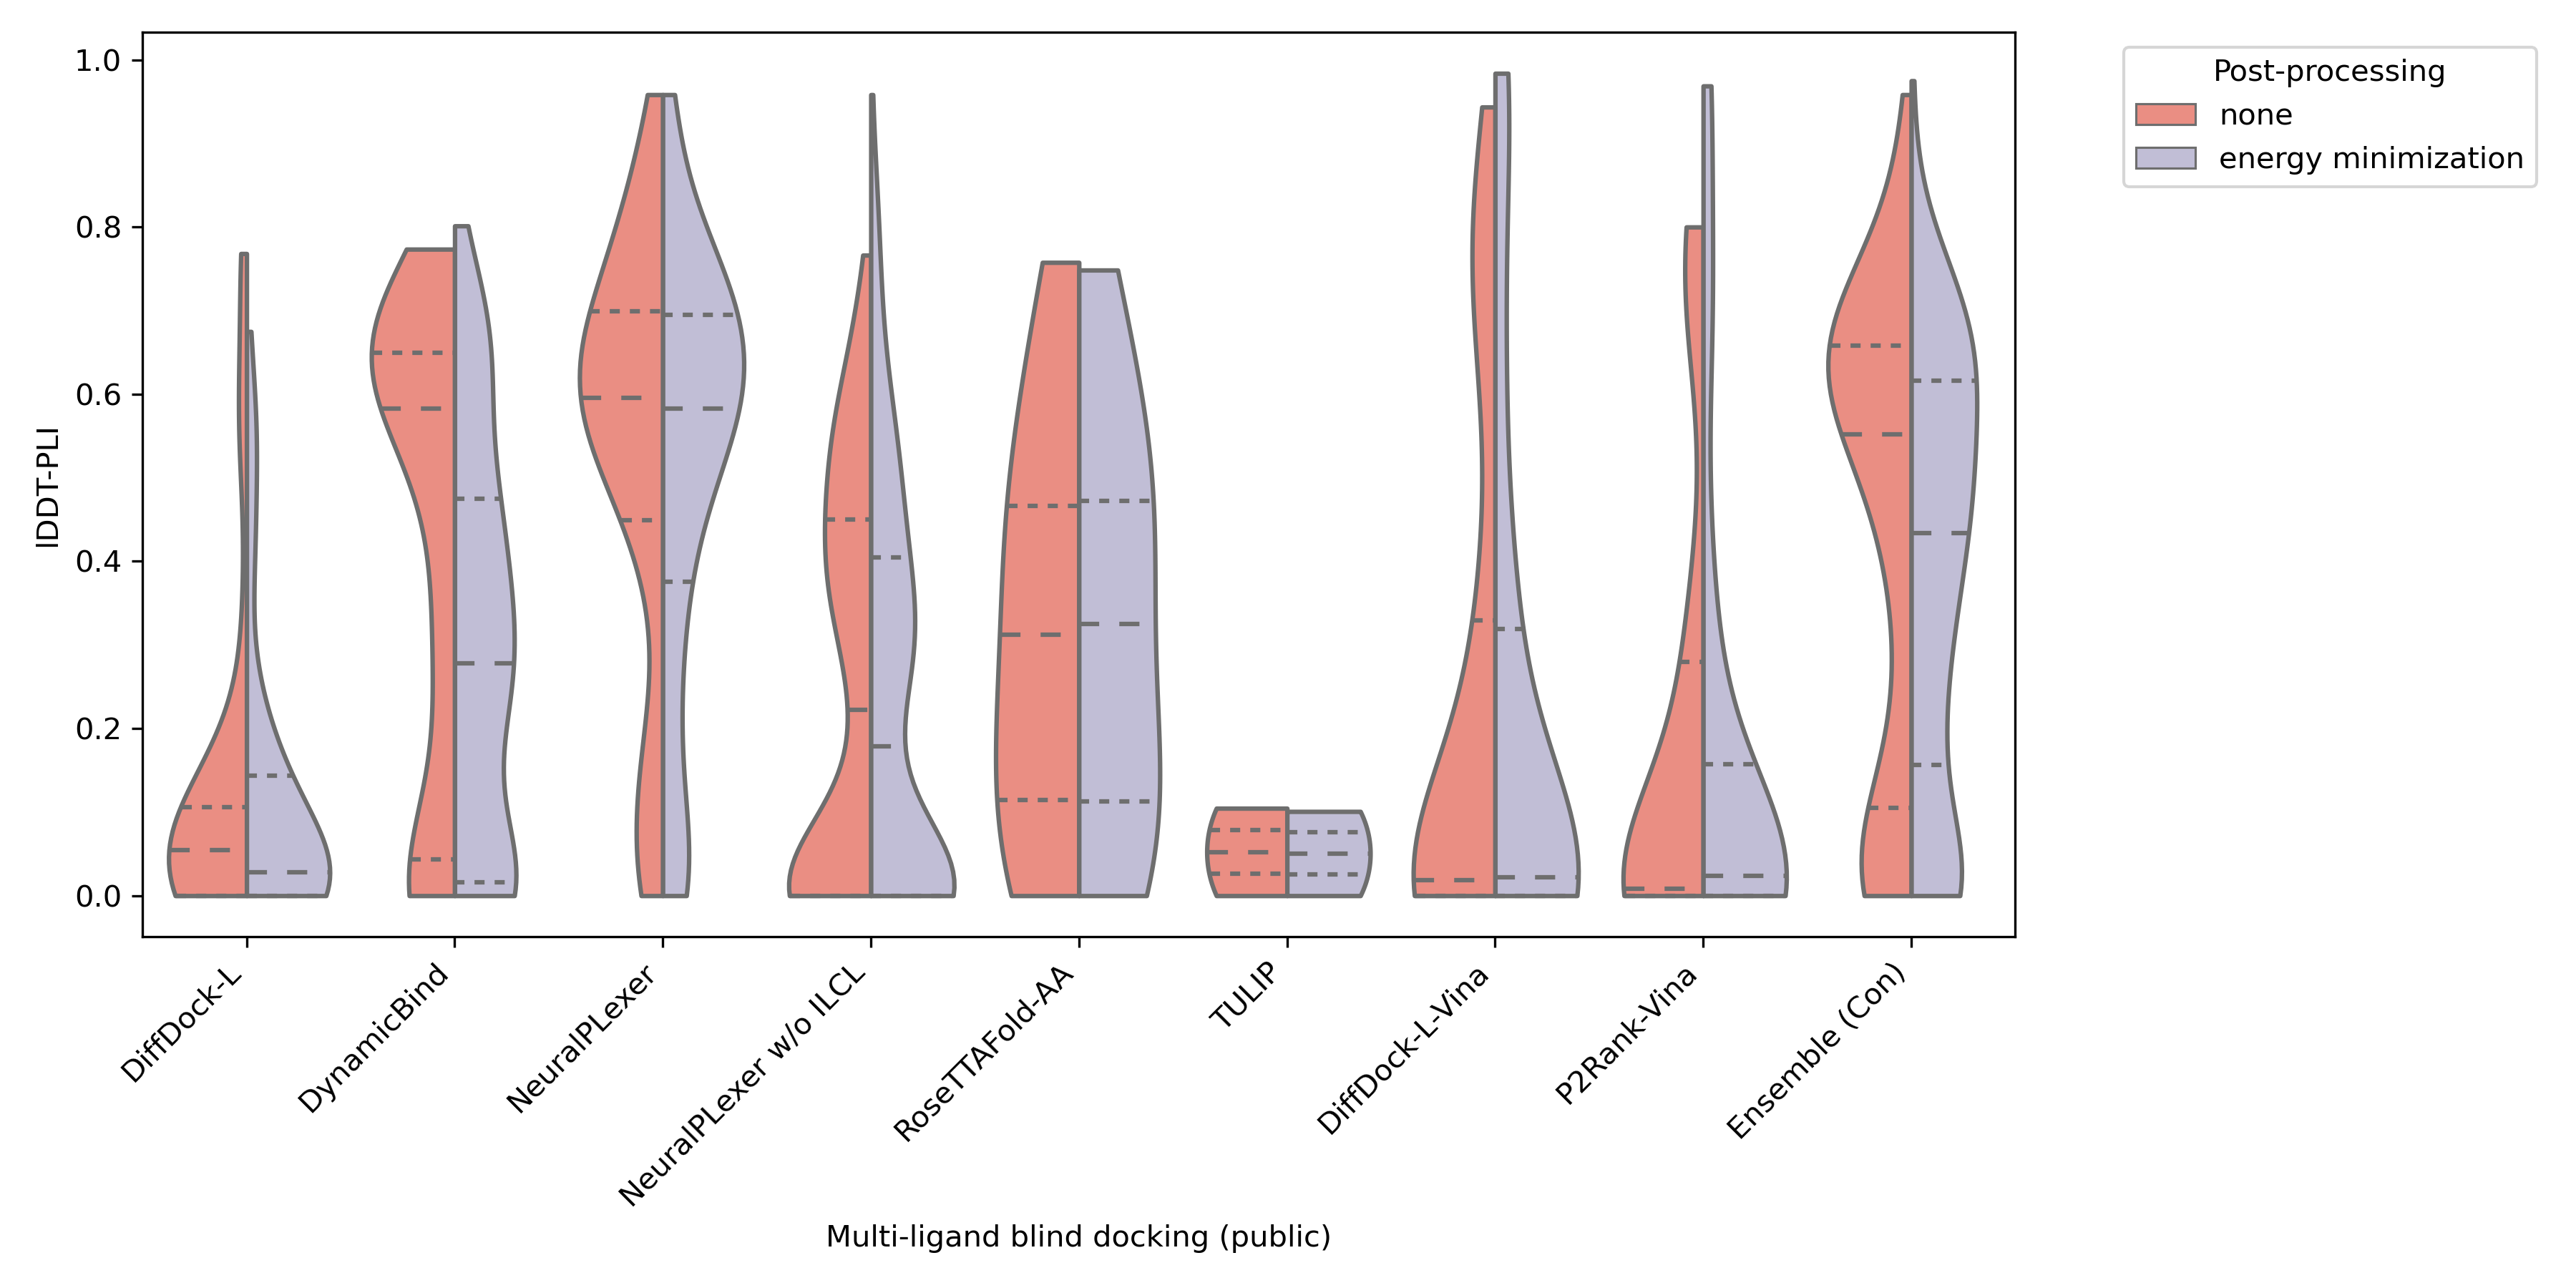 1.0
0.8
0.6
0.4
0.2
0.0
lDDT-PLI
DiffDock-L
DynamicBind
NeuralPLexer
NeuralPLexer w/o ILCL
RoseTTAFold-AA
TULIP
DiffDock-L-Vina
P2Rank-Vina
Ensemble (Con)
Multi-ligand blind docking (public)
Post-processing
none
energy minimization